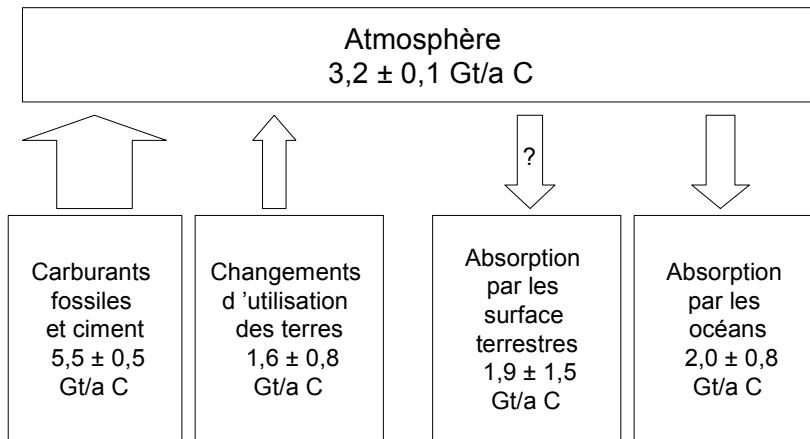 Atmosphère
3,2 ± 0,1 Gt/a C
?
Carburants
fossiles
et ciment
5,5 ± 0,5
Gt/a C
Changements
d ’utilisation
des terres
1,6 ± 0,8
Gt/a C
Absorption
par les
surface
terrestres
1,9 ± 1,5
Gt/a C
Absorption
par les
océans
2,0 ± 0,8
Gt/a C